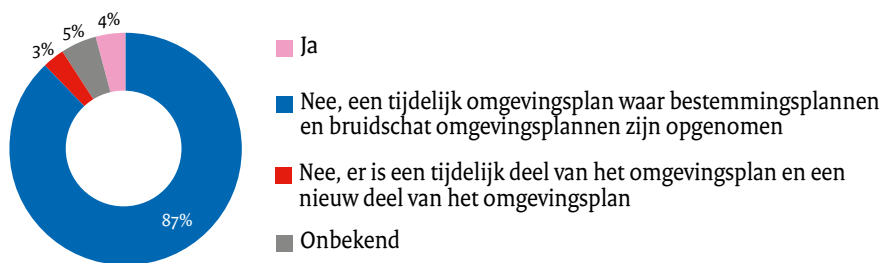 4%
5%
3%
87%
Ja
Nee, een tijdelijk omgevingsplan waar bestemmingsplannen
en bruidschat omgevingsplannen zijn opgenomen
Nee, er is een tijdelijk deel van het omgevingsplan en een
nieuw deel van het omgevingsplan
Onbekend